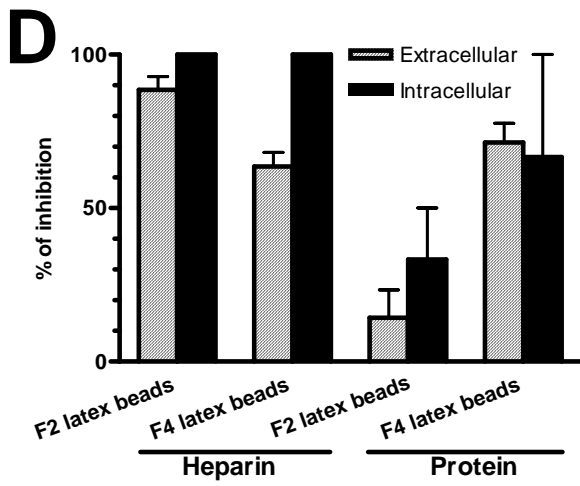 D
100
50
0
% of inhibition
Extracellular
Intracellular
F2 latex beads
F4 latex beads
F2 latex beads
F4 latex beads
Heparin
Protein